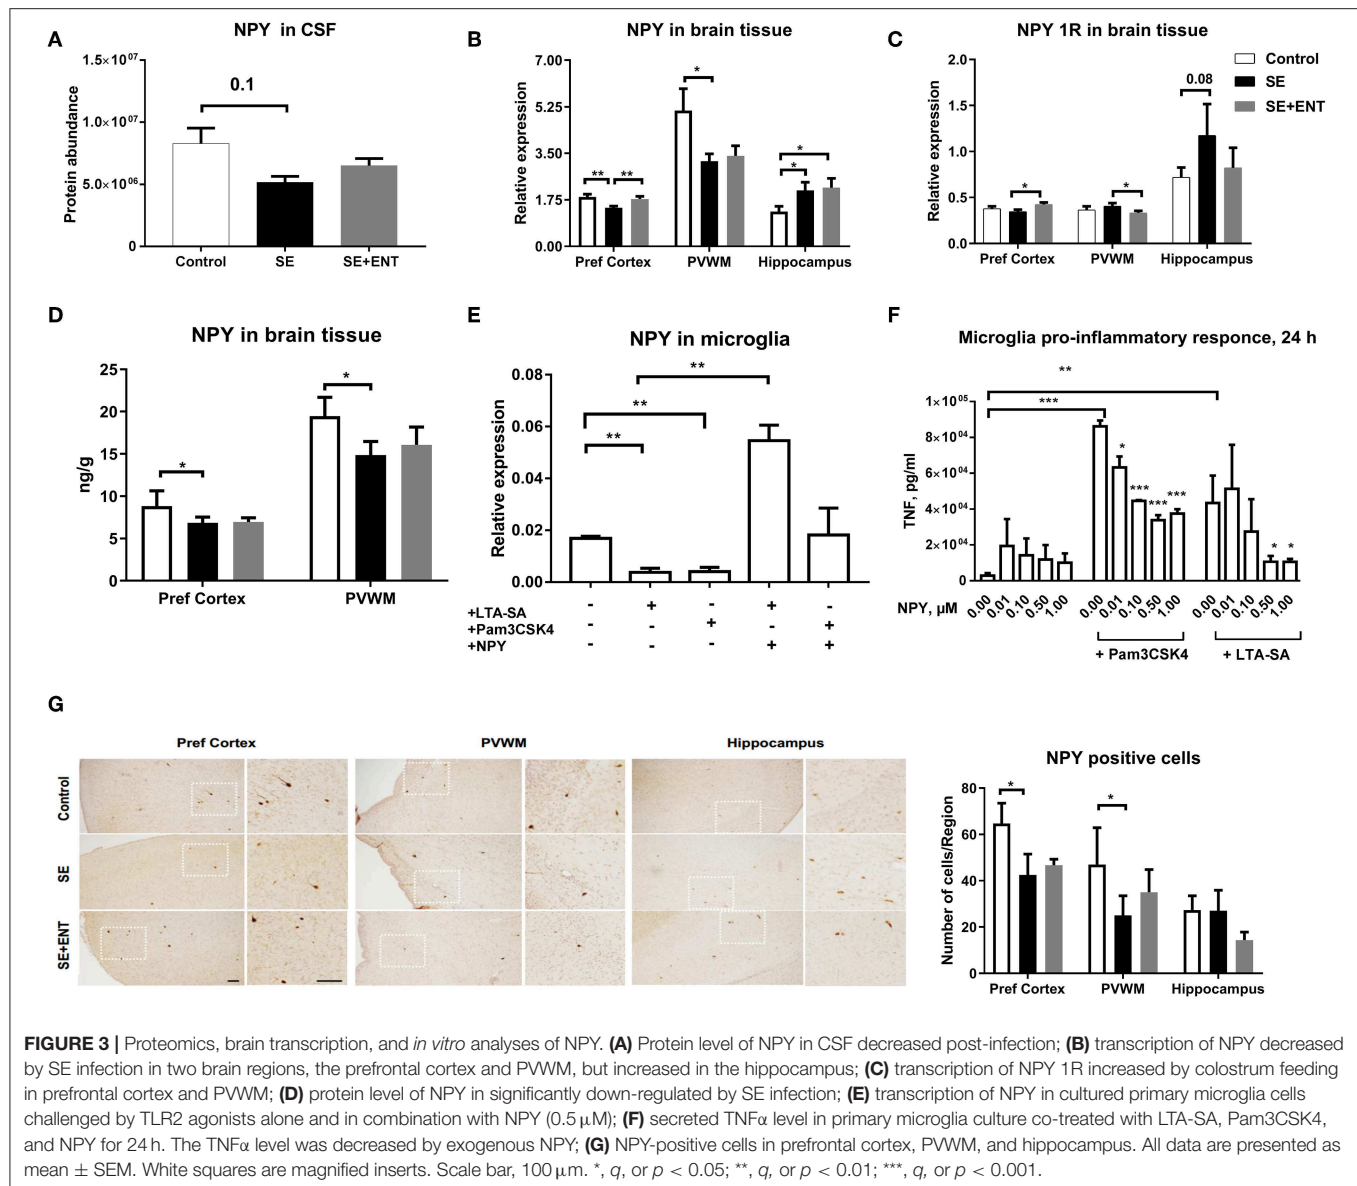 A
NPY in CSF
Protein abundance
1.5×10⁰⁷
1.0×10⁰⁷
5.0×10⁰⁶
0
0.1
Control SE SE+ENT
B
NPY in brain tissue
Relative expression
7.00
5.25
3.50
1.75
0.00
** ** * * *
Pref Cortex PVWM Hippocampus
C
NPY 1R in brain tissue
Relative expression
2.0
1.5
1.0
0.5
0.0
* * 0.08
Pref Cortex PVWM Hippocampus
Control
SE
SE+ENT
D
NPY in brain tissue
ng/g
25
20
15
10
5
0
* *
Pref Cortex PVWM
E
NPY in microglia
Relative expression
0.08
0.06
0.04
0.02
0.00
**
**
**
+LTA-SA - + - + -
+Pam3CSK4 - - + - +
+NPY - - - + +
F
Microglia pro-inflammatory responce, 24 h
TNF, pg/ml
1×10⁰⁵
8×10⁰⁴
6×10⁰⁴
4×10⁰⁴
2×10⁰⁴
0
**
***
* *** *** *** * *
NPY, µM 0.00 0.01 0.10 0.50 1.00 0.00 0.01 0.10 0.50 1.00 0.00 0.01 0.10 0.50 1.00
+ Pam3CSK4 + LTA-SA
G
Pref Cortex PVWM Hippocampus
Control
SE
SE+ENT
NPY positive cells
Number of cells/Region
80
60
40
20
0
* *
Pref Cortex PVWM Hippocampus
FIGURE 3 | Proteomics, brain transcription, and in vitro analyses of NPY. (A) Protein level of NPY in CSF decreased post-infection; (B) transcription of NPY decreased
by SE infection in two brain regions, the prefrontal cortex and PVWM, but increased in the hippocampus; (C) transcription of NPY 1R increased by colostrum feeding
in prefrontal cortex and PVWM; (D) protein level of NPY in significantly down-regulated by SE infection; (E) transcription of NPY in cultured primary microglia cells
challenged by TLR2 agonists alone and in combination with NPY (0.5 µM); (F) secreted TNFα level in primary microglia culture co-treated with LTA-SA, Pam3CSK4,
and NPY for 24 h. The TNFα level was decreased by exogenous NPY; (G) NPY-positive cells in prefrontal cortex, PVWM, and hippocampus. All data are presented as
mean ± SEM. White squares are magnified inserts. Scale bar, 100 µm. *, q, or p < 0.05; **, q, or p < 0.01; ***, q, or p < 0.001.